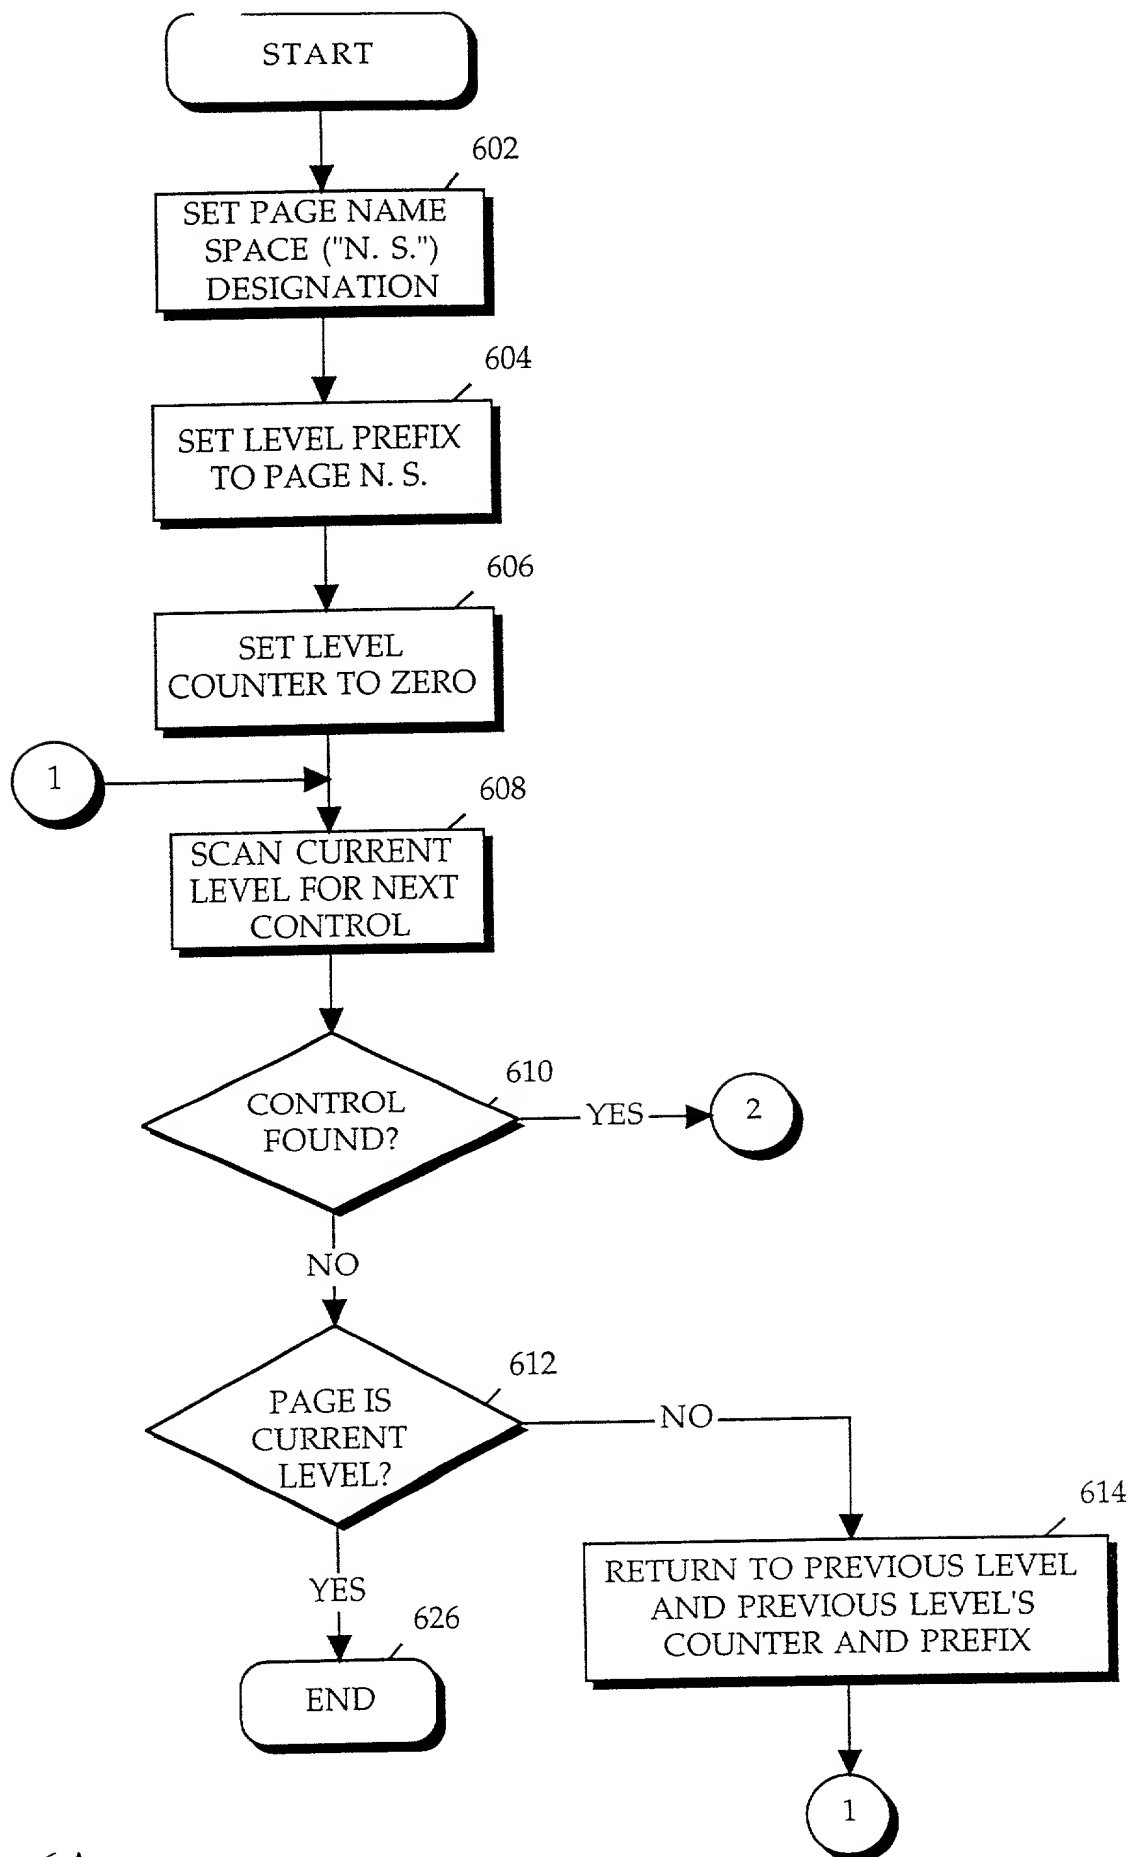 START
602
SET PAGE NAME
SPACE ("N. S.")
DESIGNATION
604
SET LEVEL PREFIX
TO PAGE N. S.
606
SET LEVEL
COUNTER TO ZERO
1
608
SCAN CURRENT
LEVEL FOR NEXT
CONTROL
610
CONTROL
FOUND?
YES
2
NO
612
PAGE IS
CURRENT
LEVEL?
NO
614
RETURN TO PREVIOUS LEVEL
AND PREVIOUS LEVEL'S
COUNTER AND PREFIX
YES
626
END
1